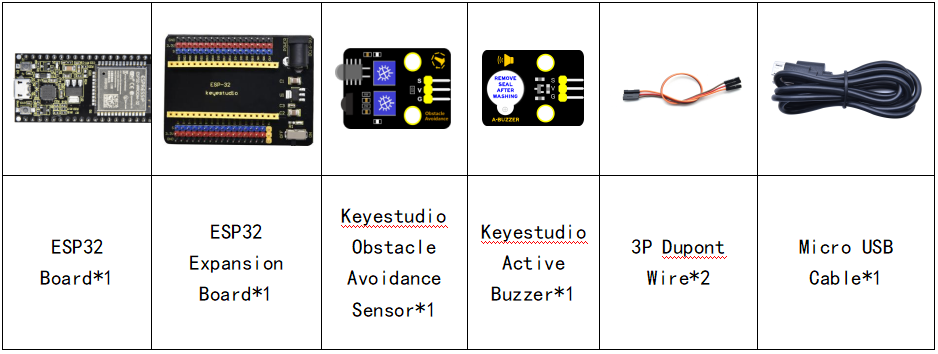 ESP-32
keyestudio
S
V
G
Obstacle
Avoidance
REMOVE
SEAL
AFTER
WASHING
S
V
G
A-BUZZER
ESP32
Board*1
ESP32
Expansion
Board*1
Keyestudio
Obstacle
Avoidance
Sensor*1
Keyestudio
Active
Buzzer*1
3P Dupont
Wire*2
Micro USB
Cable*1